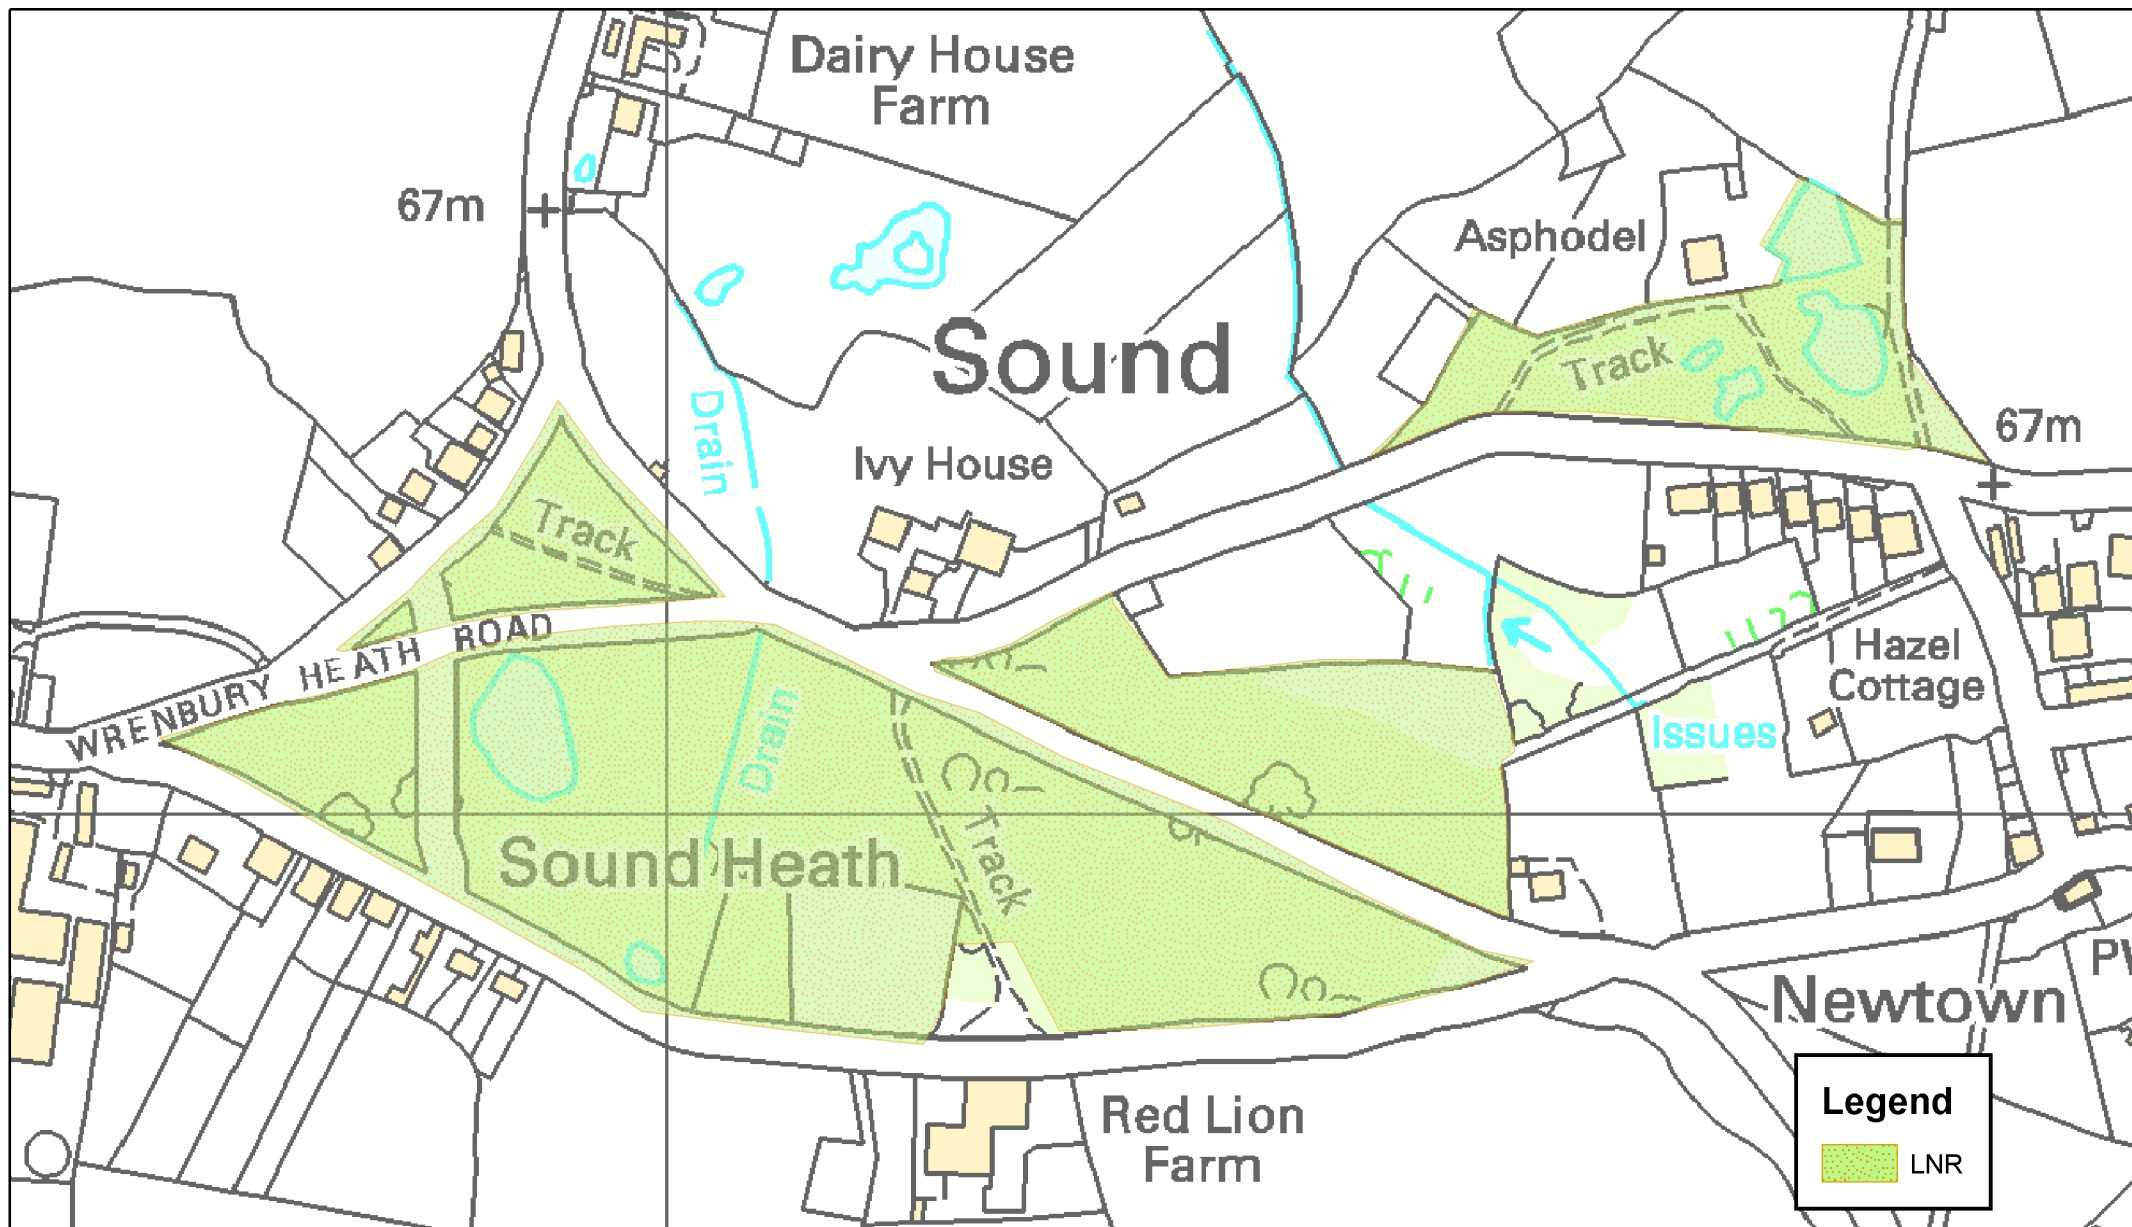 Dairy House
Farm
67m
Asphodel
Sound
Track
Drain
67m
Ivy House
Track
WRENBURY HEATH ROAD
Hazel
Cottage
Issues
Drain
Track
Sound Heath
Newtown
Red Lion
Farm
Legend
LNR